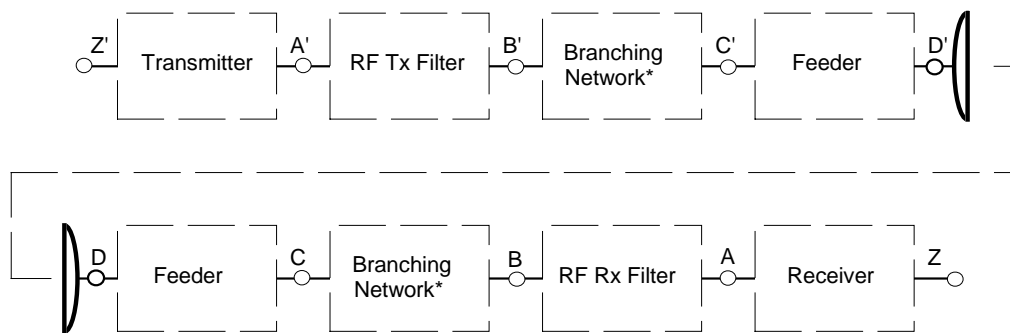 Z' Transmitter A' RF Tx Filter B' Branching Network* C' Feeder D'
D Feeder C Branching Network* B RF Rx Filter A Receiver Z